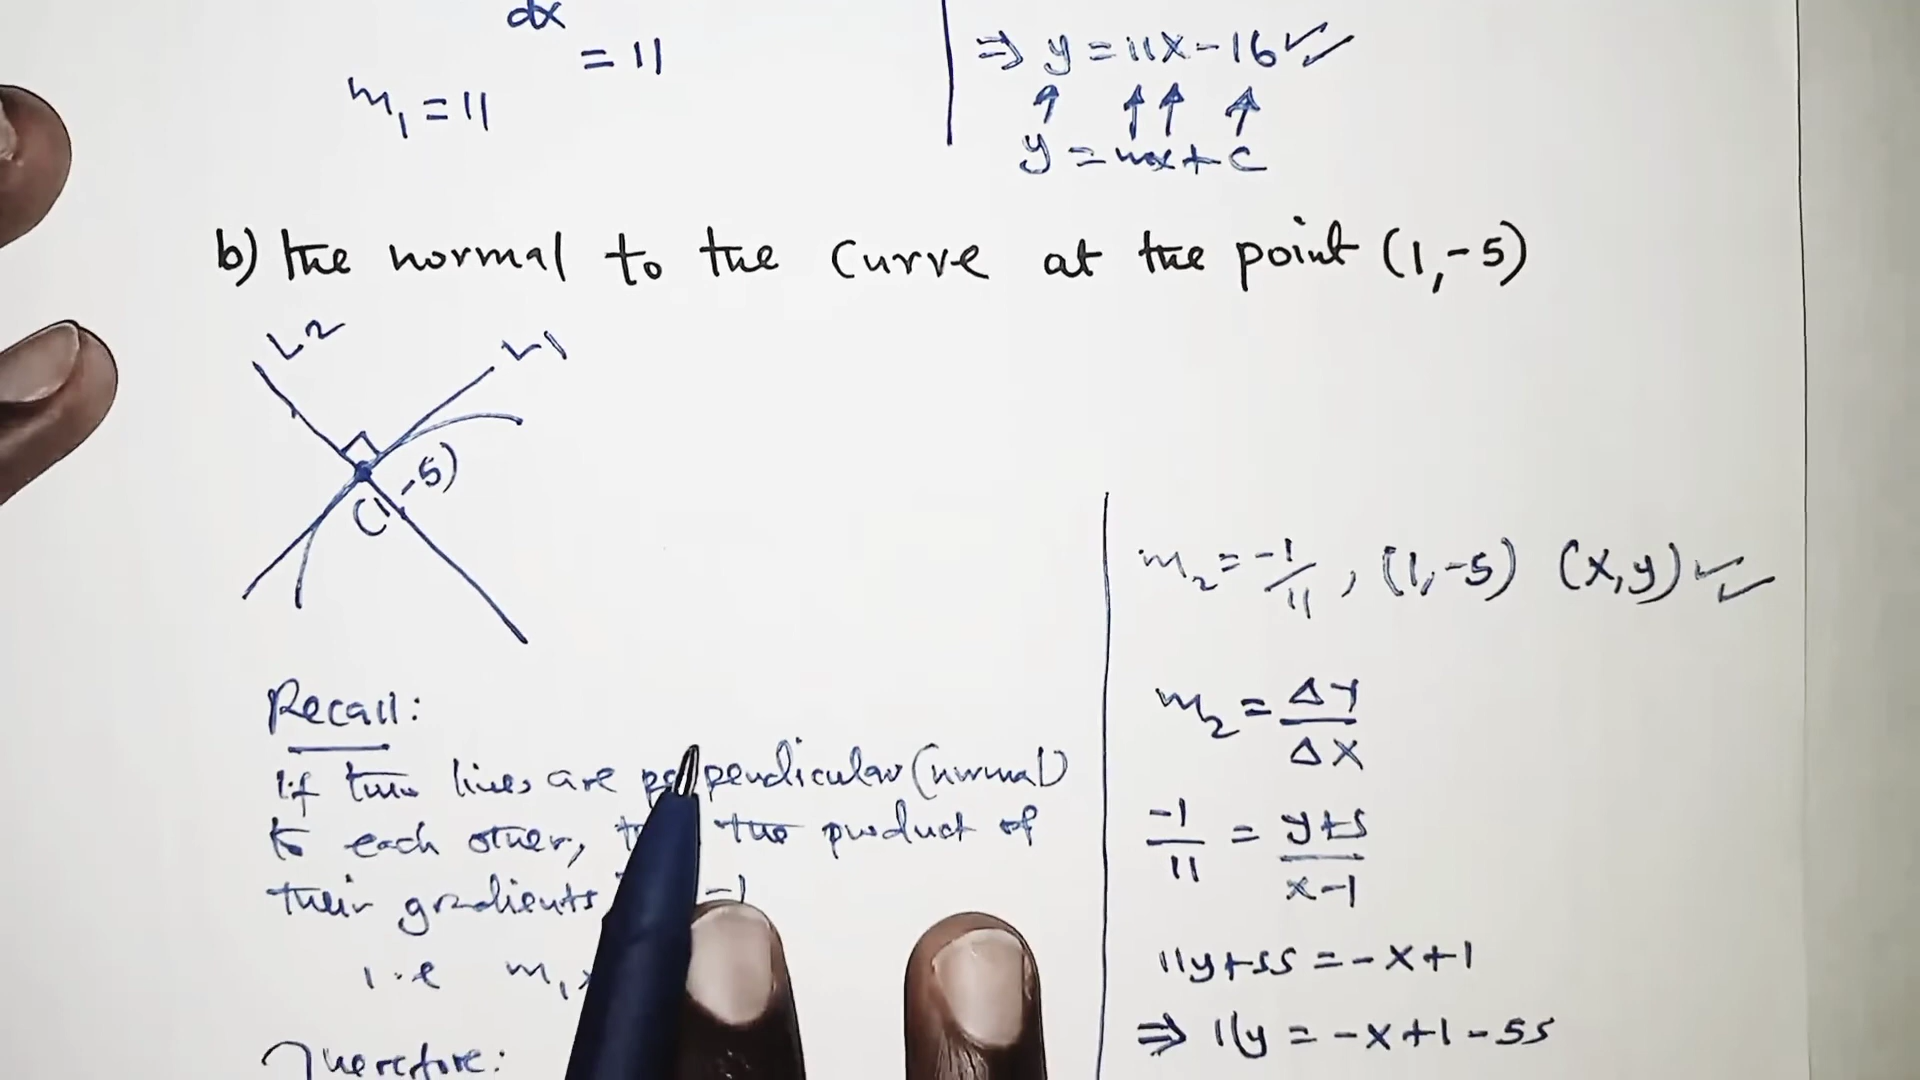 dx
= 11
m₁ = 11
⇒ y = 11x - 16
y = mx + c
b) the normal to the curve at the point (1,-5)
L2
L1
(1,-5)
Recall:
If two lines are perpendicular (normal)
to each other, the product of
their gradients -1
i.e m₁x
Therefore:
m₂ = -1/11, (1,-5) (x,y)
m₂ = ΔY/ΔX
-1/11 = y+5/x-1
11y+55 = -x+1
⇒ 11y = -x+1-55